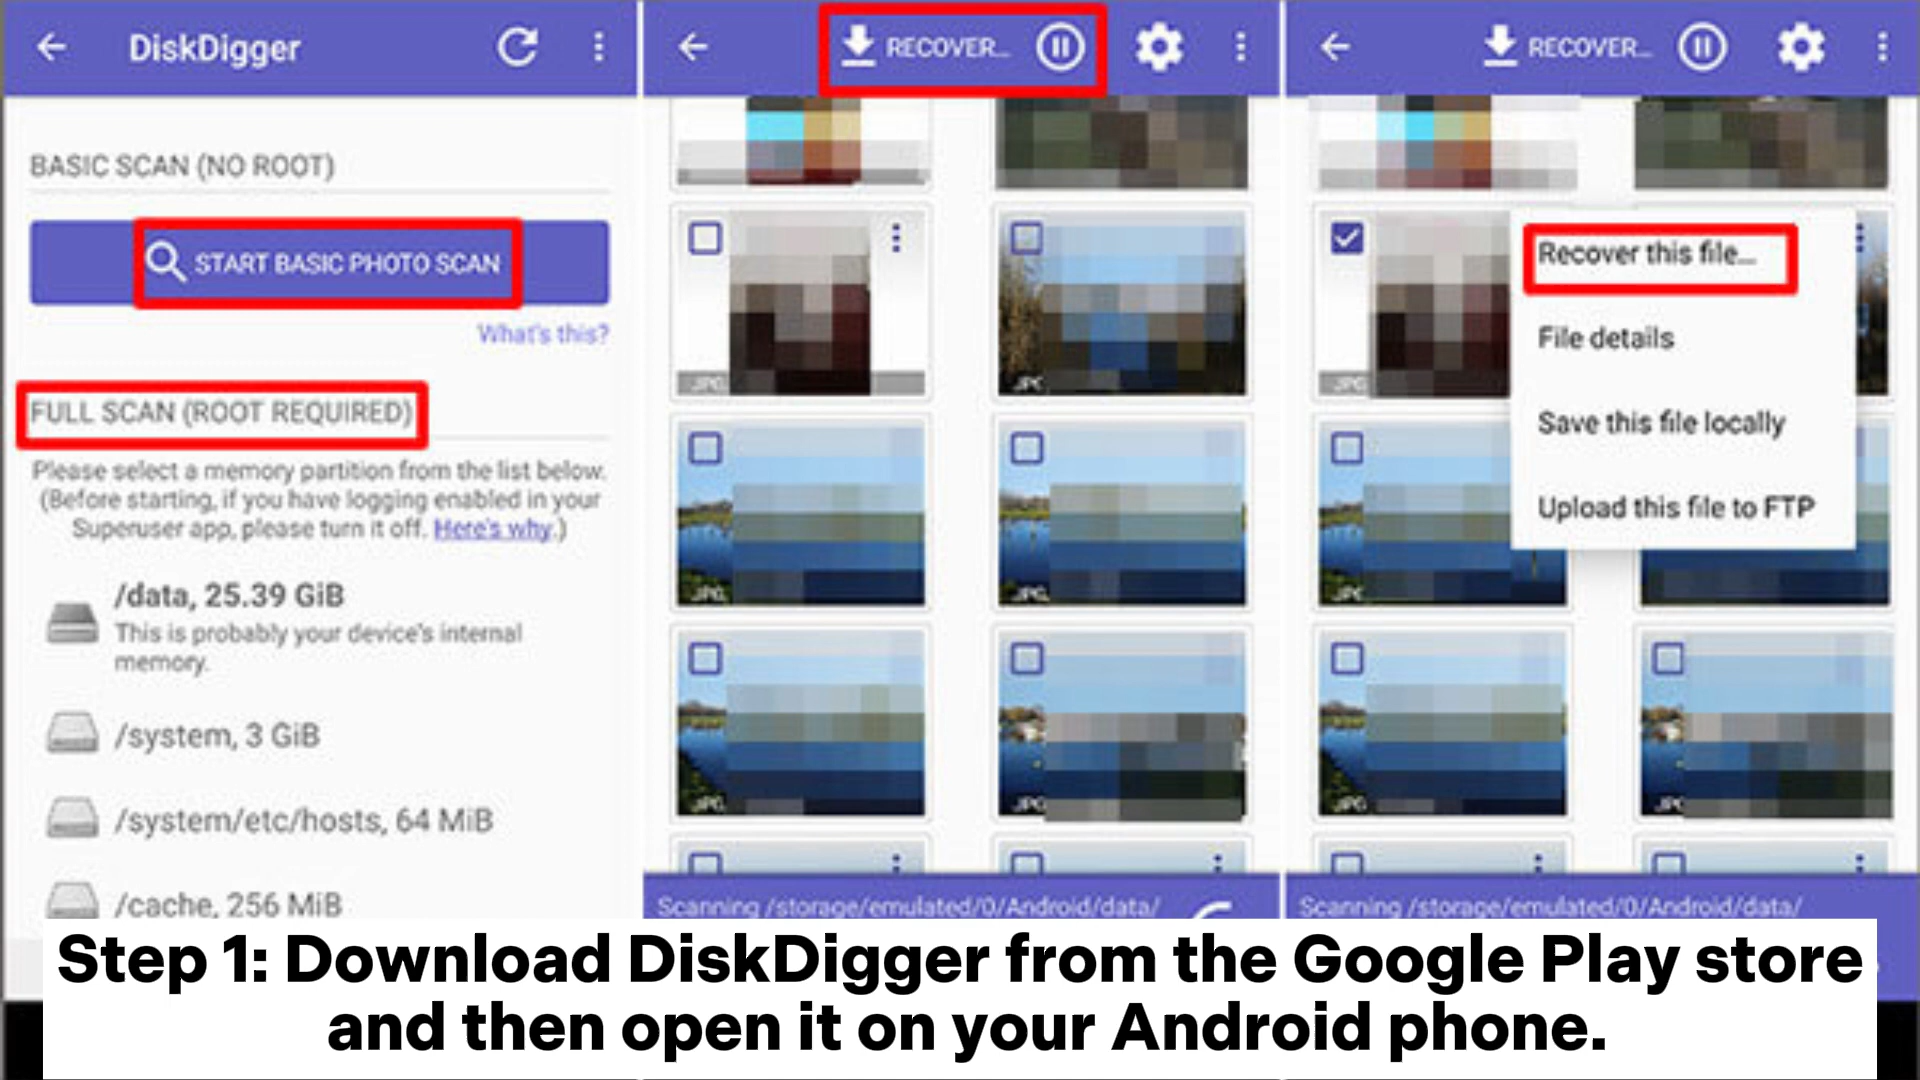 DiskDigger
BASIC SCAN (NO ROOT)
START BASIC PHOTO SCAN
What's this?
FULL SCAN (ROOT REQUIRED)
Please select a memory partition from the list below.
(Before starting, if you have logging enabled in your
Superuser app, please turn it off. Here's why.)
/data, 25.39 GiB
This is probably your device's internal
memory.
/system, 3 GiB
/system/etc/hosts, 64 MiB
/cache, 256 MiB
RECOVER...
JPG
JPG
JPG
JPG
JPG
JPG
Scanning /storage/emulated/0/Android/data/
RECOVER...
Recover this file...
File details
Save this file locally
Upload this file to FTP
JPG
JPG
JPG
JPG
Scanning /storage/emulated/0/Android/data/
Step 1: Download DiskDigger from the Google Play store
and then open it on your Android phone.